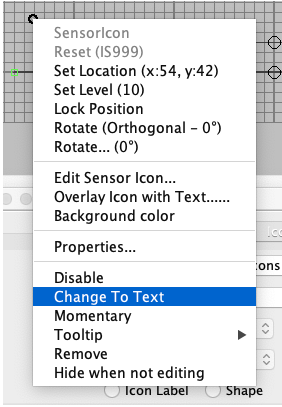 SensorIcon
Reset (IS999)
Set Location (x:54, y:42)
Set Level (10)
Lock Position
Rotate (Orthogonal - 0°)
Rotate... (0°)
Edit Sensor Icon...
Overlay Icon with Text......
Background color
Properties...
Disable
Change To Text
Momentary
Tooltip
Remove
Hide when not editing
Icon Label
Shape